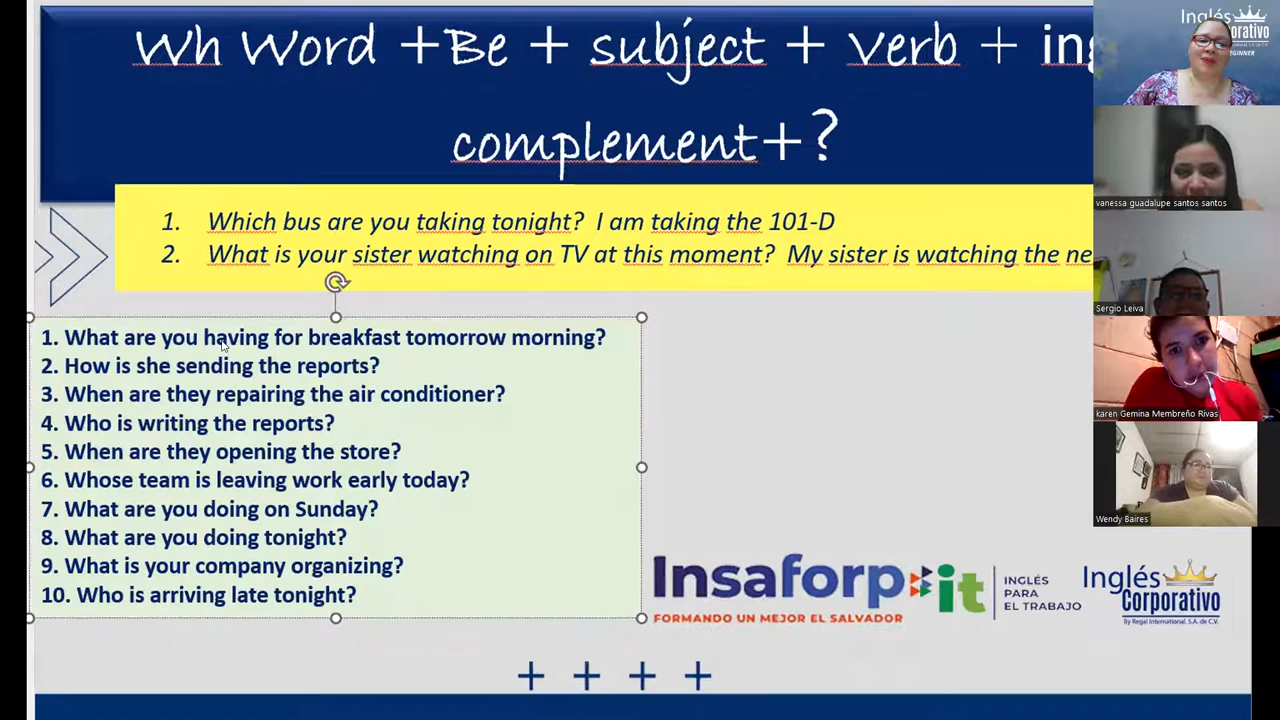 Wh Word +Be + subject + Verb + ing
complement+?
1. Which bus are you taking tonight? I am taking the 101-D
2. What is your sister watching on TV at this moment? My sister is watching the ne
1. What are you having for breakfast tomorrow morning?
2. How is she sending the reports?
3. When are they repairing the air conditioner?
4. Who is writing the reports?
5. When are they opening the store?
6. Whose team is leaving work early today?
7. What are you doing on Sunday?
8. What are you doing tonight?
9. What is your company organizing?
10. Who is arriving late tonight?
Insaforp it
FORMANDO UN MEJOR EL SALVADOR
INGLÉS
PARA
EL TRABAJO
Inglés
Corporativo
By Regal International, S.A. de C.V.
+ + + +
vanessa guadalupe santos santos
Sergio Leiva
karen Gemina Membreño Rivas
Wendy Baires